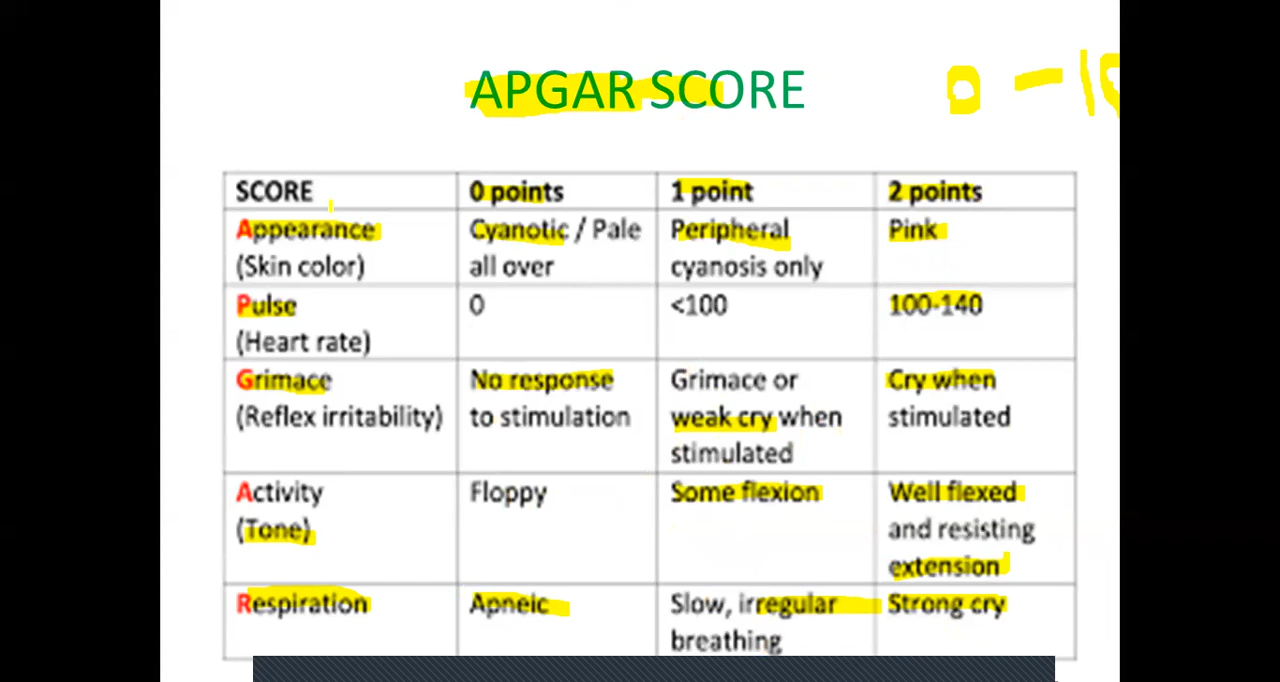 APGAR SCORE
0 - 10
SCORE 0 points 1 point 2 points
Appearance Cyanotic / Pale Peripheral Pink
(Skin color) all over cyanosis only
Pulse 0 <100 100-140
(Heart rate)
Grimace No response Grimace or Cry when
(Reflex irritability) to stimulation weak cry when stimulated
stimulated
Activity Floppy Some flexion Well flexed
(Tone) and resisting
extension
Respiration Apneic Slow, irregular Strong cry
breathing